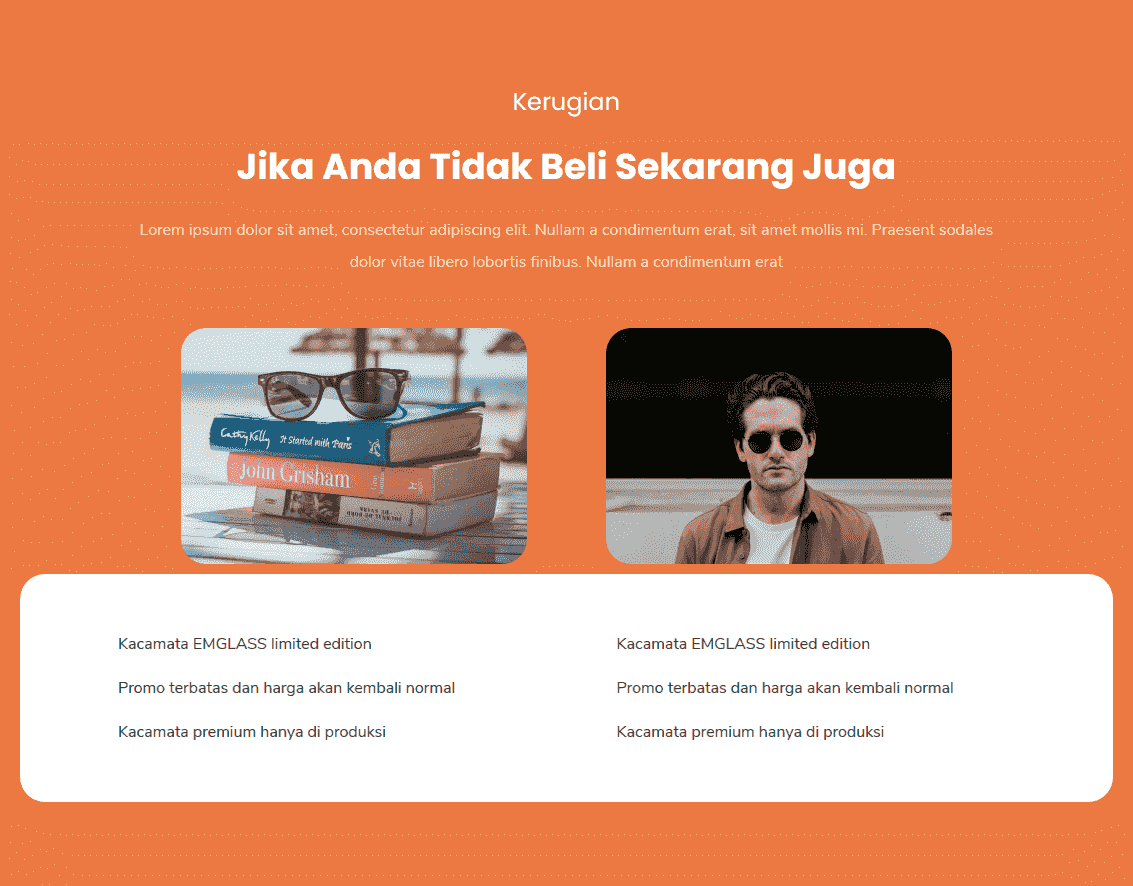 Kerugian
Jika Anda Tidak Beli Sekarang Juga
Lorem ipsum dolor sit amet, consectetur adipiscing elit. Nullam a condimentum erat, sit amet mollis mi. Praesent sodales
dolor vitae libero lobortis finibus. Nullam a condimentum erat
Cathy Kelly It Started with Paris
John Grisham
Kacamata EMGLASS limited edition
Promo terbatas dan harga akan kembali normal
Kacamata premium hanya di produksi
Kacamata EMGLASS limited edition
Promo terbatas dan harga akan kembali normal
Kacamata premium hanya di produksi